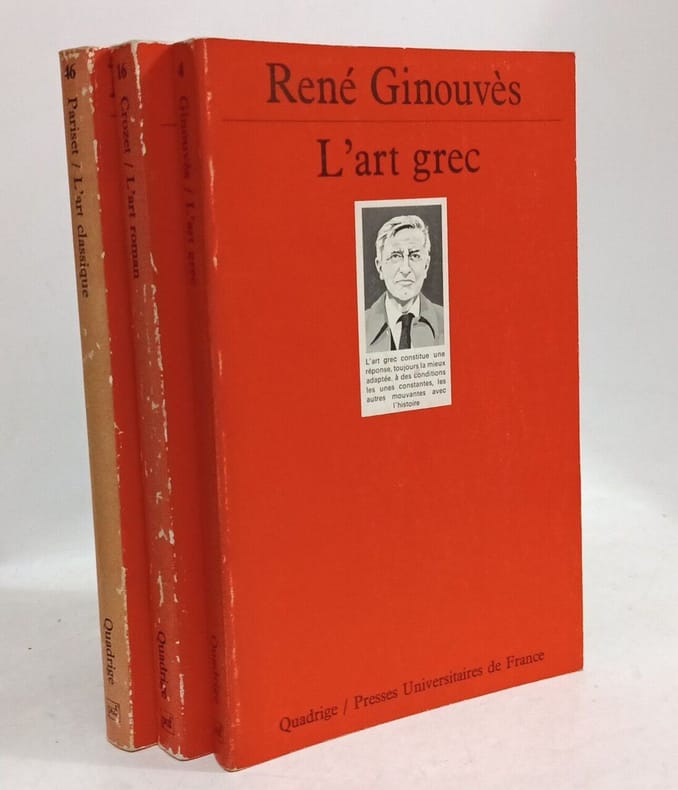 46
Pariset / L'art classique
Quadrige
16
Crozet / L'art roman
Quadrige
4
Ginouvès / L'art grec
Quadrige
René Ginouvès
L'art grec
L'art grec constitue une
réponse, toujours la mieux
adaptée, à des conditions
les unes constantes, les
autres mouvantes avec
l'histoire
Quadrige / Presses Universitaires de France